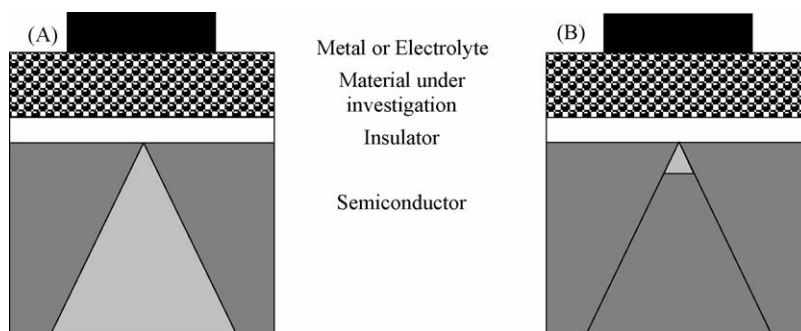 (A)
Metal or Electrolyte
Material under
investigation
Insulator
Semiconductor
(B)